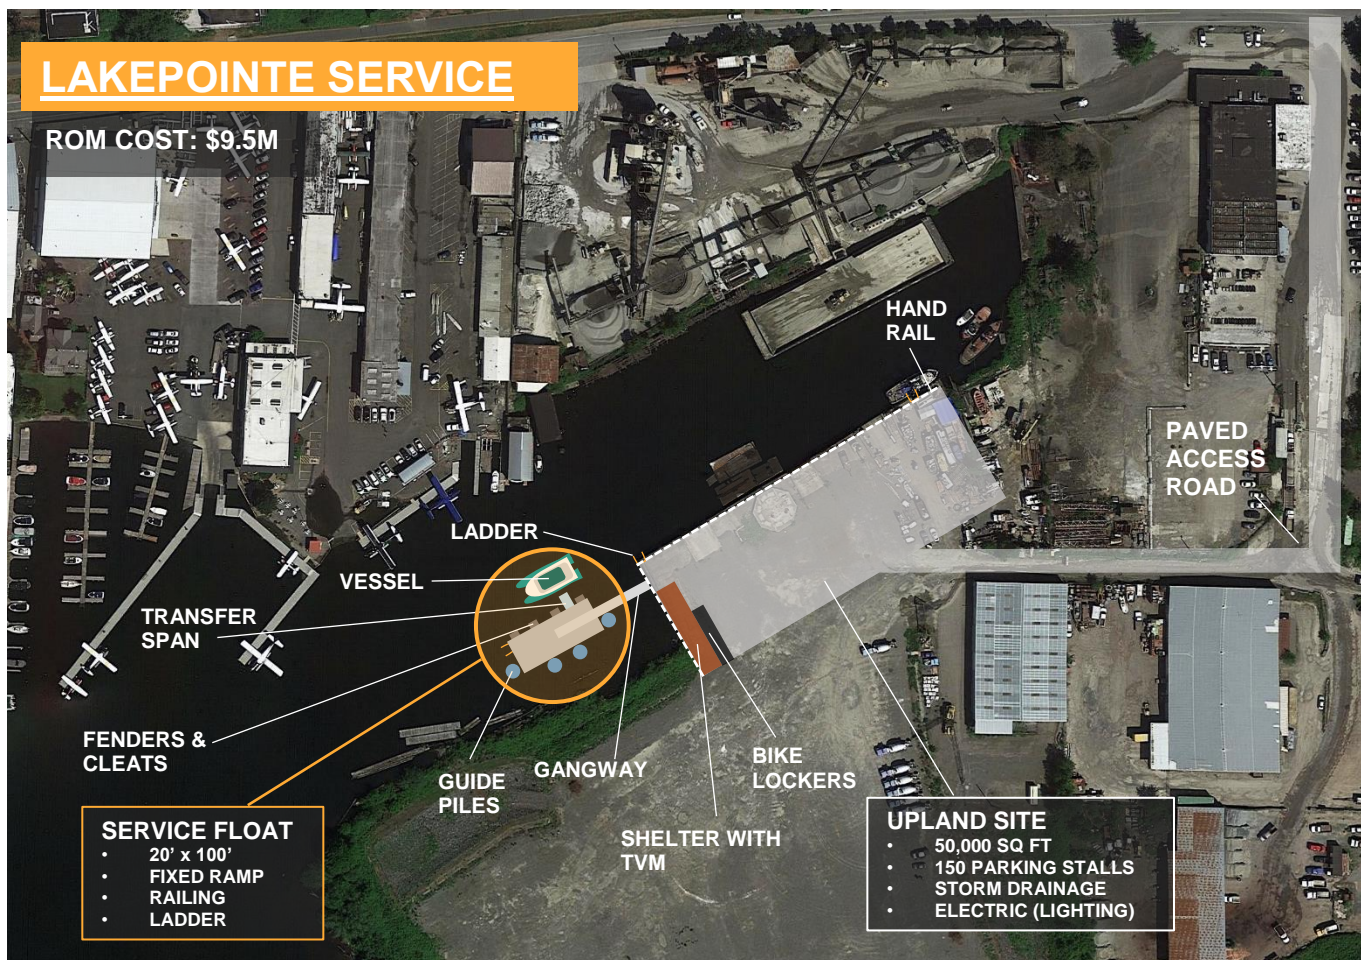 LAKEPOINTE SERVICE
ROM COST: $9.5M
HAND
RAIL
PAVED
ACCESS
ROAD
LADDER
VESSEL
TRANSFER
SPAN
FENDERS &
CLEATS
GUIDE
PILES
GANGWAY
BIKE
LOCKERS
SHELTER WITH
TVM
SERVICE FLOAT
• 20' x 100'
• FIXED RAMP
• RAILING
• LADDER
UPLAND SITE
• 50,000 SQ FT
• 150 PARKING STALLS
• STORM DRAINAGE
• ELECTRIC (LIGHTING)